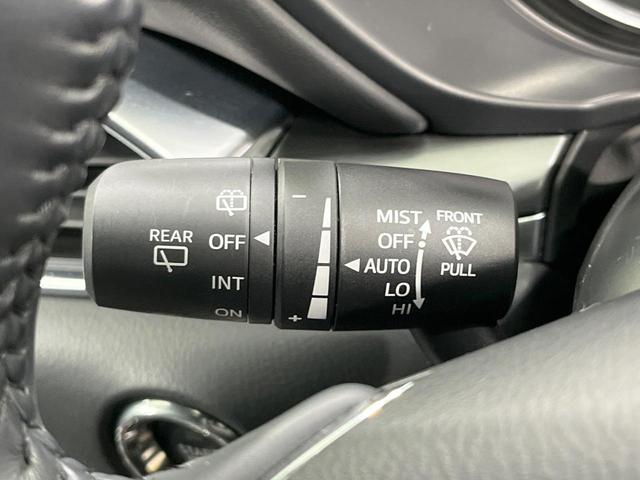 REAR
OFF
INT
ON
−
+
MIST
OFF
AUTO
LO
HI
FRONT
PULL